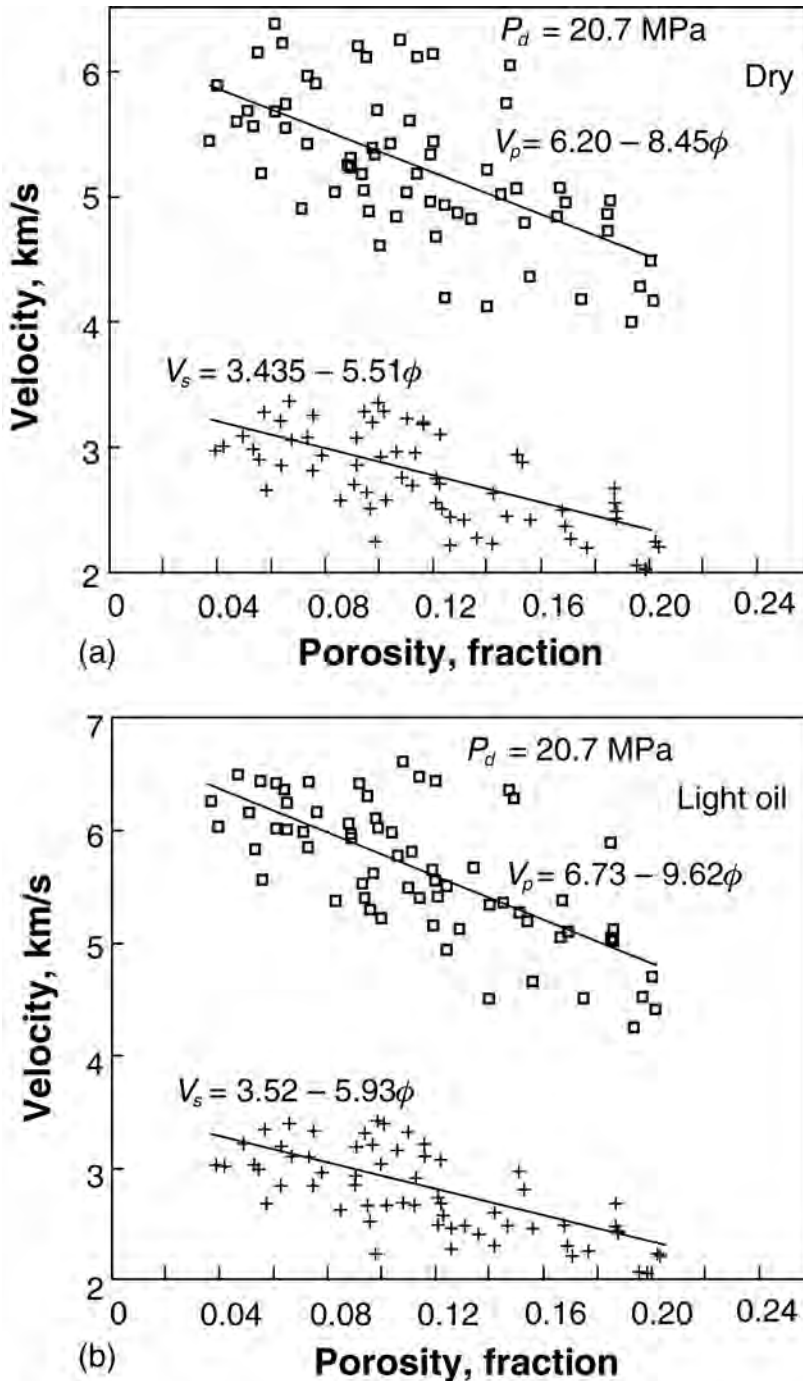 P_d = 20.7 MPa
Dry
6
V_p = 6.20 – 8.45ϕ
5
Velocity, km/s
4
V_s = 3.435 – 5.51ϕ
3
2
0 0.04 0.08 0.12 0.16 0.20 0.24
(a) Porosity, fraction
7
P_d = 20.7 MPa
Light oil
6
V_p = 6.73 – 9.62ϕ
5
Velocity, km/s
4
V_s = 3.52 – 5.93ϕ
3
2
0 0.04 0.08 0.12 0.16 0.20 0.24
(b) Porosity, fraction